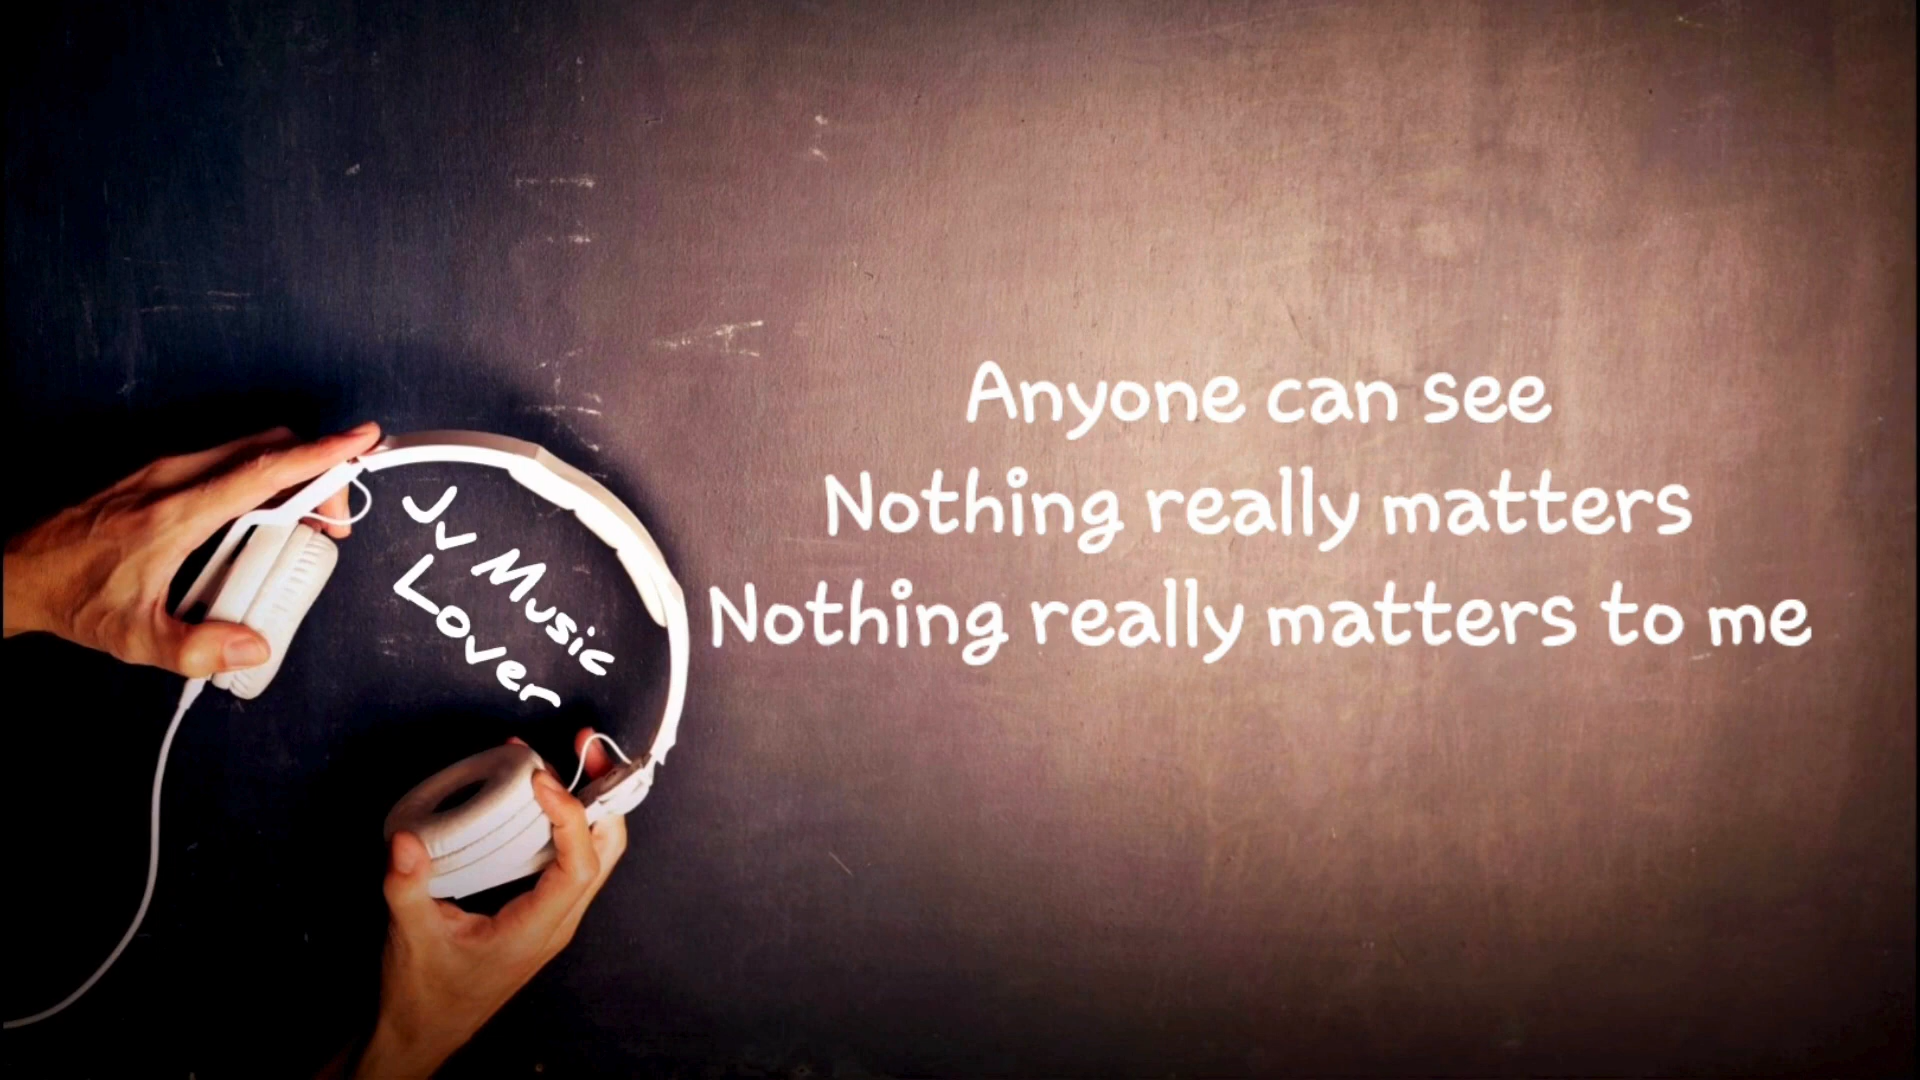 Jv Music
Lover
Anyone can see
Nothing really matters
Nothing really matters to me